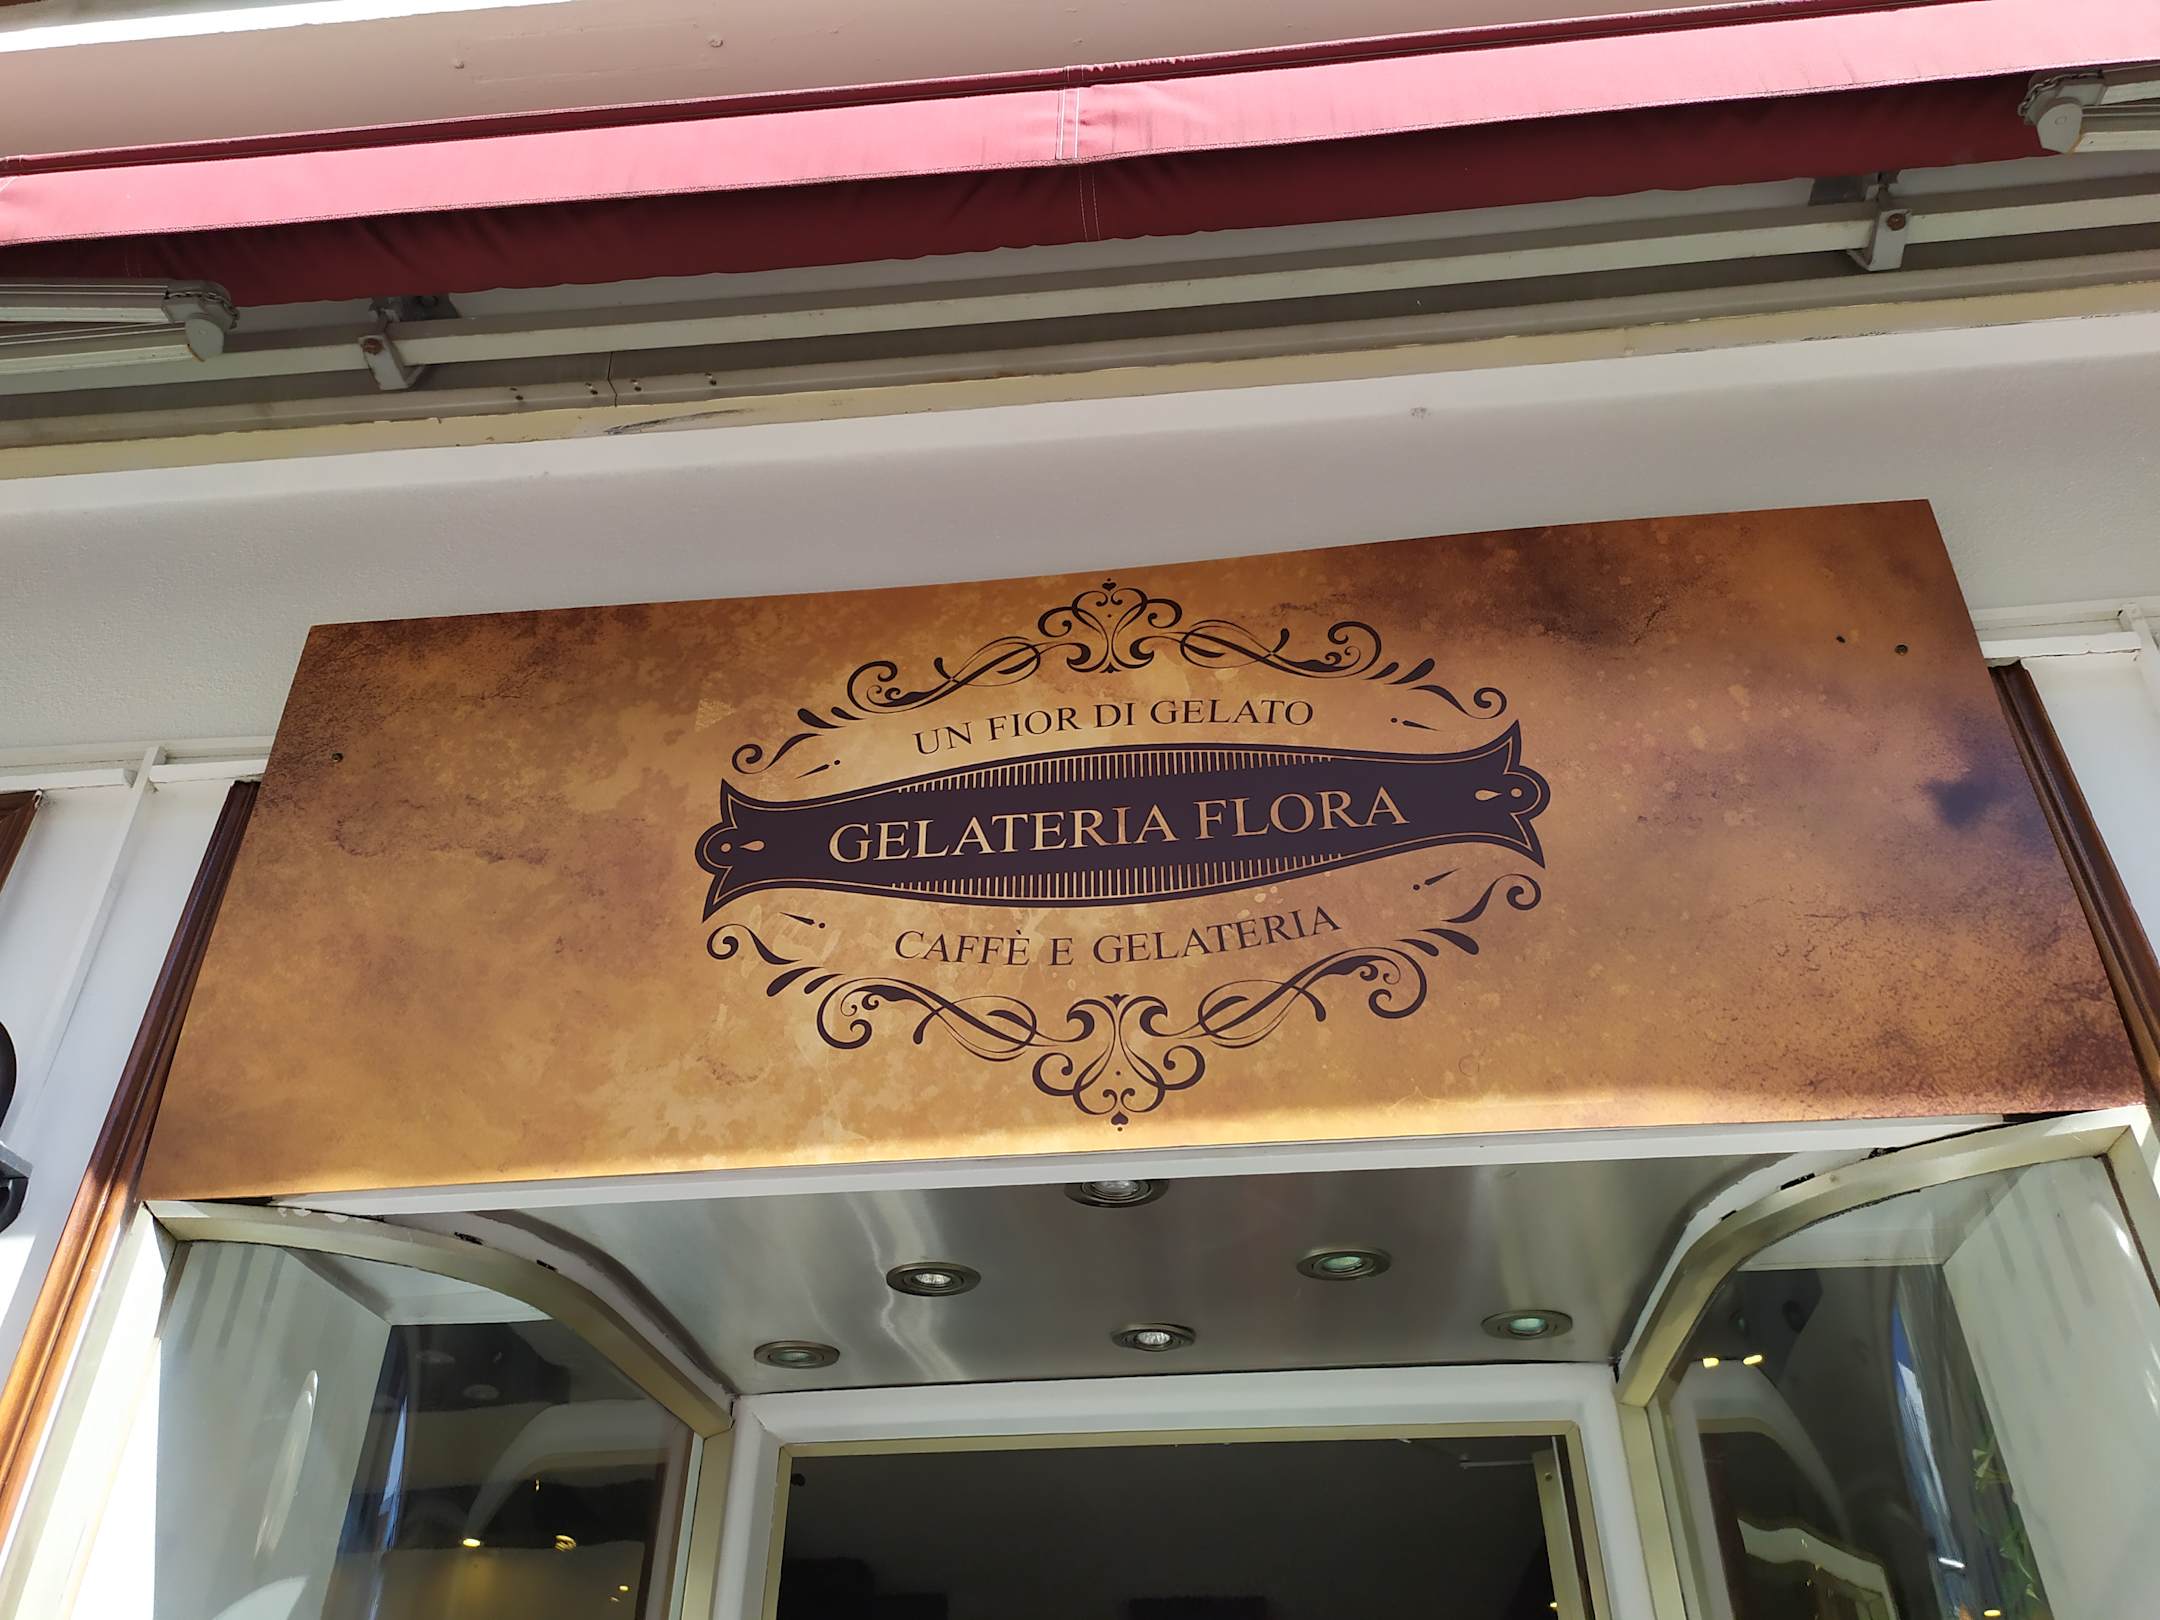 UN FIOR DI GELATO
GELATERIA FLORA
CAFFÈ E GELATERIA